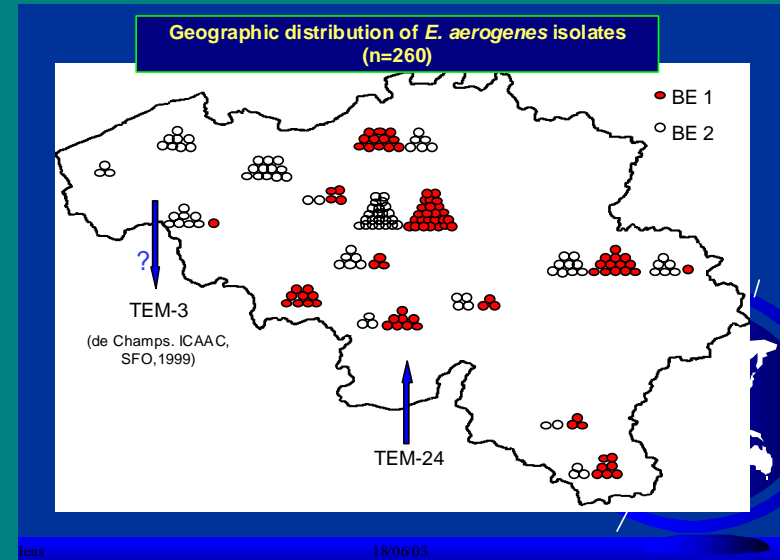 Geographic distribution of E. aerogenes isolates
(n=260)
BE 1
BE 2
?
TEM-3
(de Champs. ICAAC,
SFO,1999)
TEM-24
lens
18/06/03